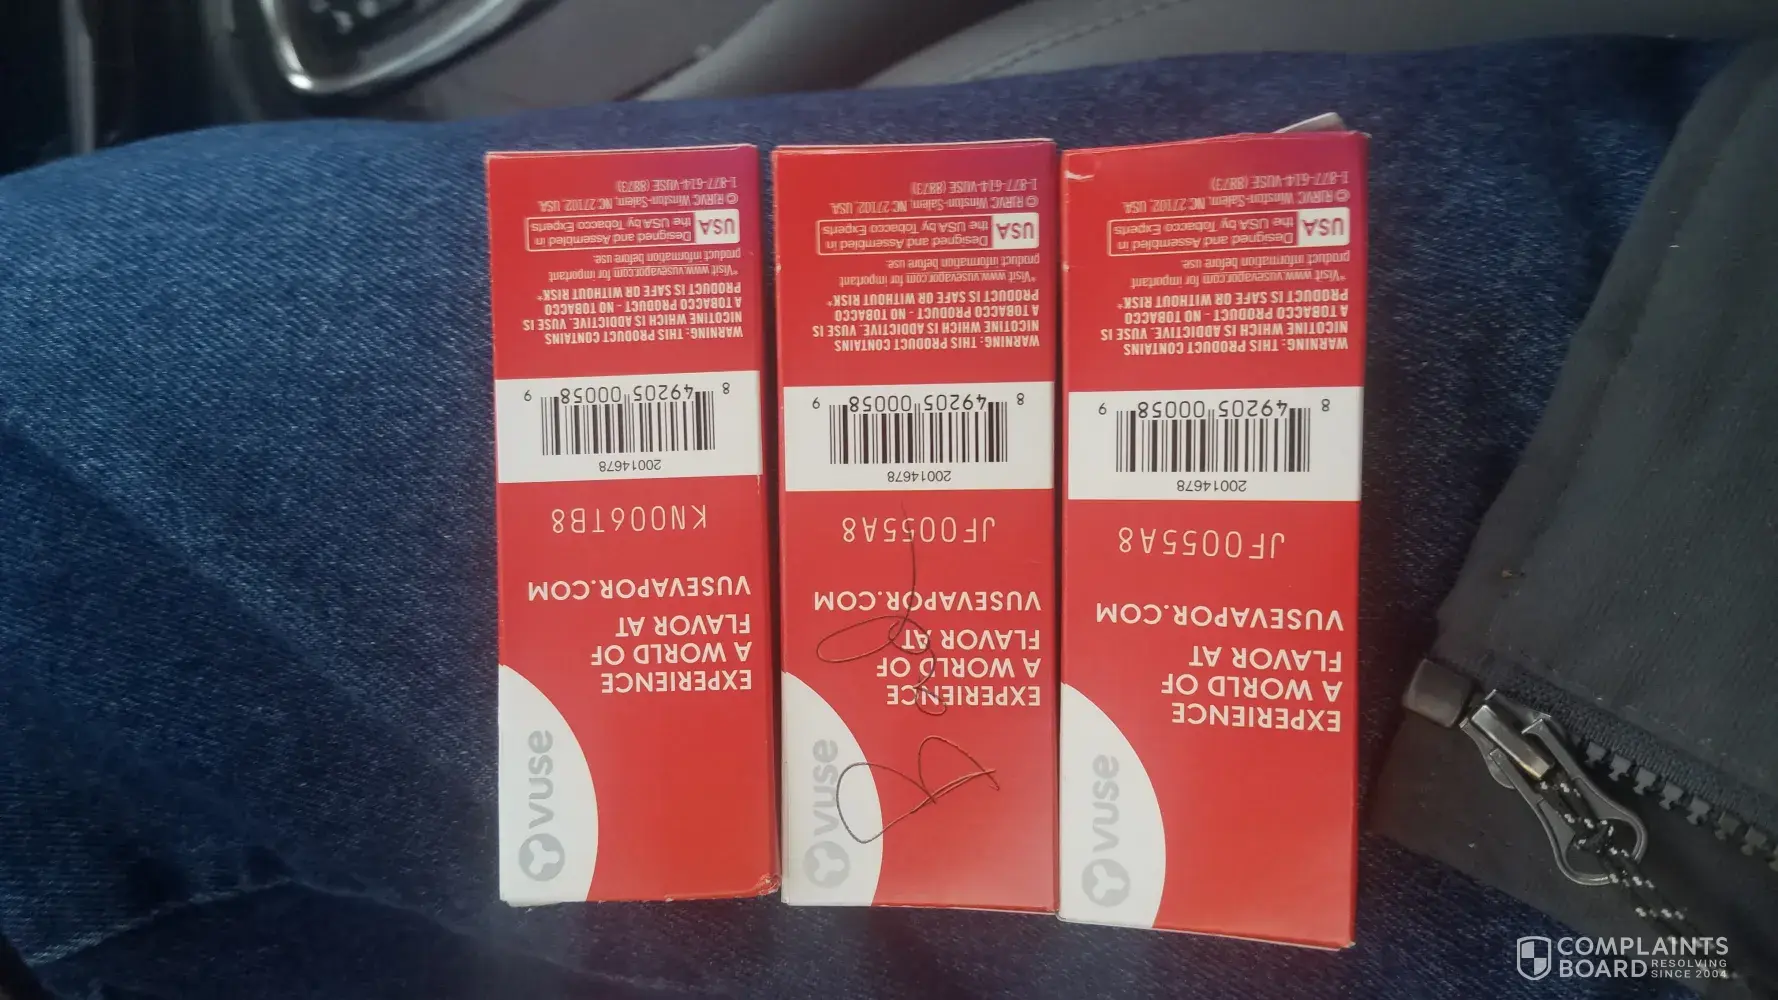 vuse
EXPERIENCE
A WORLD OF
FLAVOR AT
VUSEVAPOR.COM
KN006TB8
20014678
8 49205 00058 9
WARNING: THIS PRODUCT CONTAINS
NICOTINE WHICH IS ADDICTIVE. VUSE IS
A TOBACCO PRODUCT - NO TOBACCO
PRODUCT IS SAFE OR WITHOUT RISK*
*Visit www.vusevapor.com for important
product information before use.
USA
Designed and Assembled in
the USA by Tobacco Experts
© RJRVC Winston-Salem, NC 27102, USA
1-877-614-VUSE (8873)
vuse
EXPERIENCE
A WORLD OF
FLAVOR AT
VUSEVAPOR.COM
JF0055A8
20014678
8 49205 00058 9
WARNING: THIS PRODUCT CONTAINS
NICOTINE WHICH IS ADDICTIVE. VUSE IS
A TOBACCO PRODUCT - NO TOBACCO
PRODUCT IS SAFE OR WITHOUT RISK*
*Visit www.vusevapor.com for important
product information before use.
USA
Designed and Assembled in
the USA by Tobacco Experts
© RJRVC Winston-Salem, NC 27102, USA
1-877-614-VUSE (8873)
vuse
EXPERIENCE
A WORLD OF
FLAVOR AT
VUSEVAPOR.COM
JF0055A8
20014678
8 49205 00058 9
WARNING: THIS PRODUCT CONTAINS
NICOTINE WHICH IS ADDICTIVE. VUSE IS
A TOBACCO PRODUCT - NO TOBACCO
PRODUCT IS SAFE OR WITHOUT RISK*
*Visit www.vusevapor.com for important
product information before use.
USA
Designed and Assembled in
the USA by Tobacco Experts
© RJRVC Winston-Salem, NC 27102, USA
1-877-614-VUSE (8873)
COMPLAINTS
BOARD RESOLVING
SINCE 2004